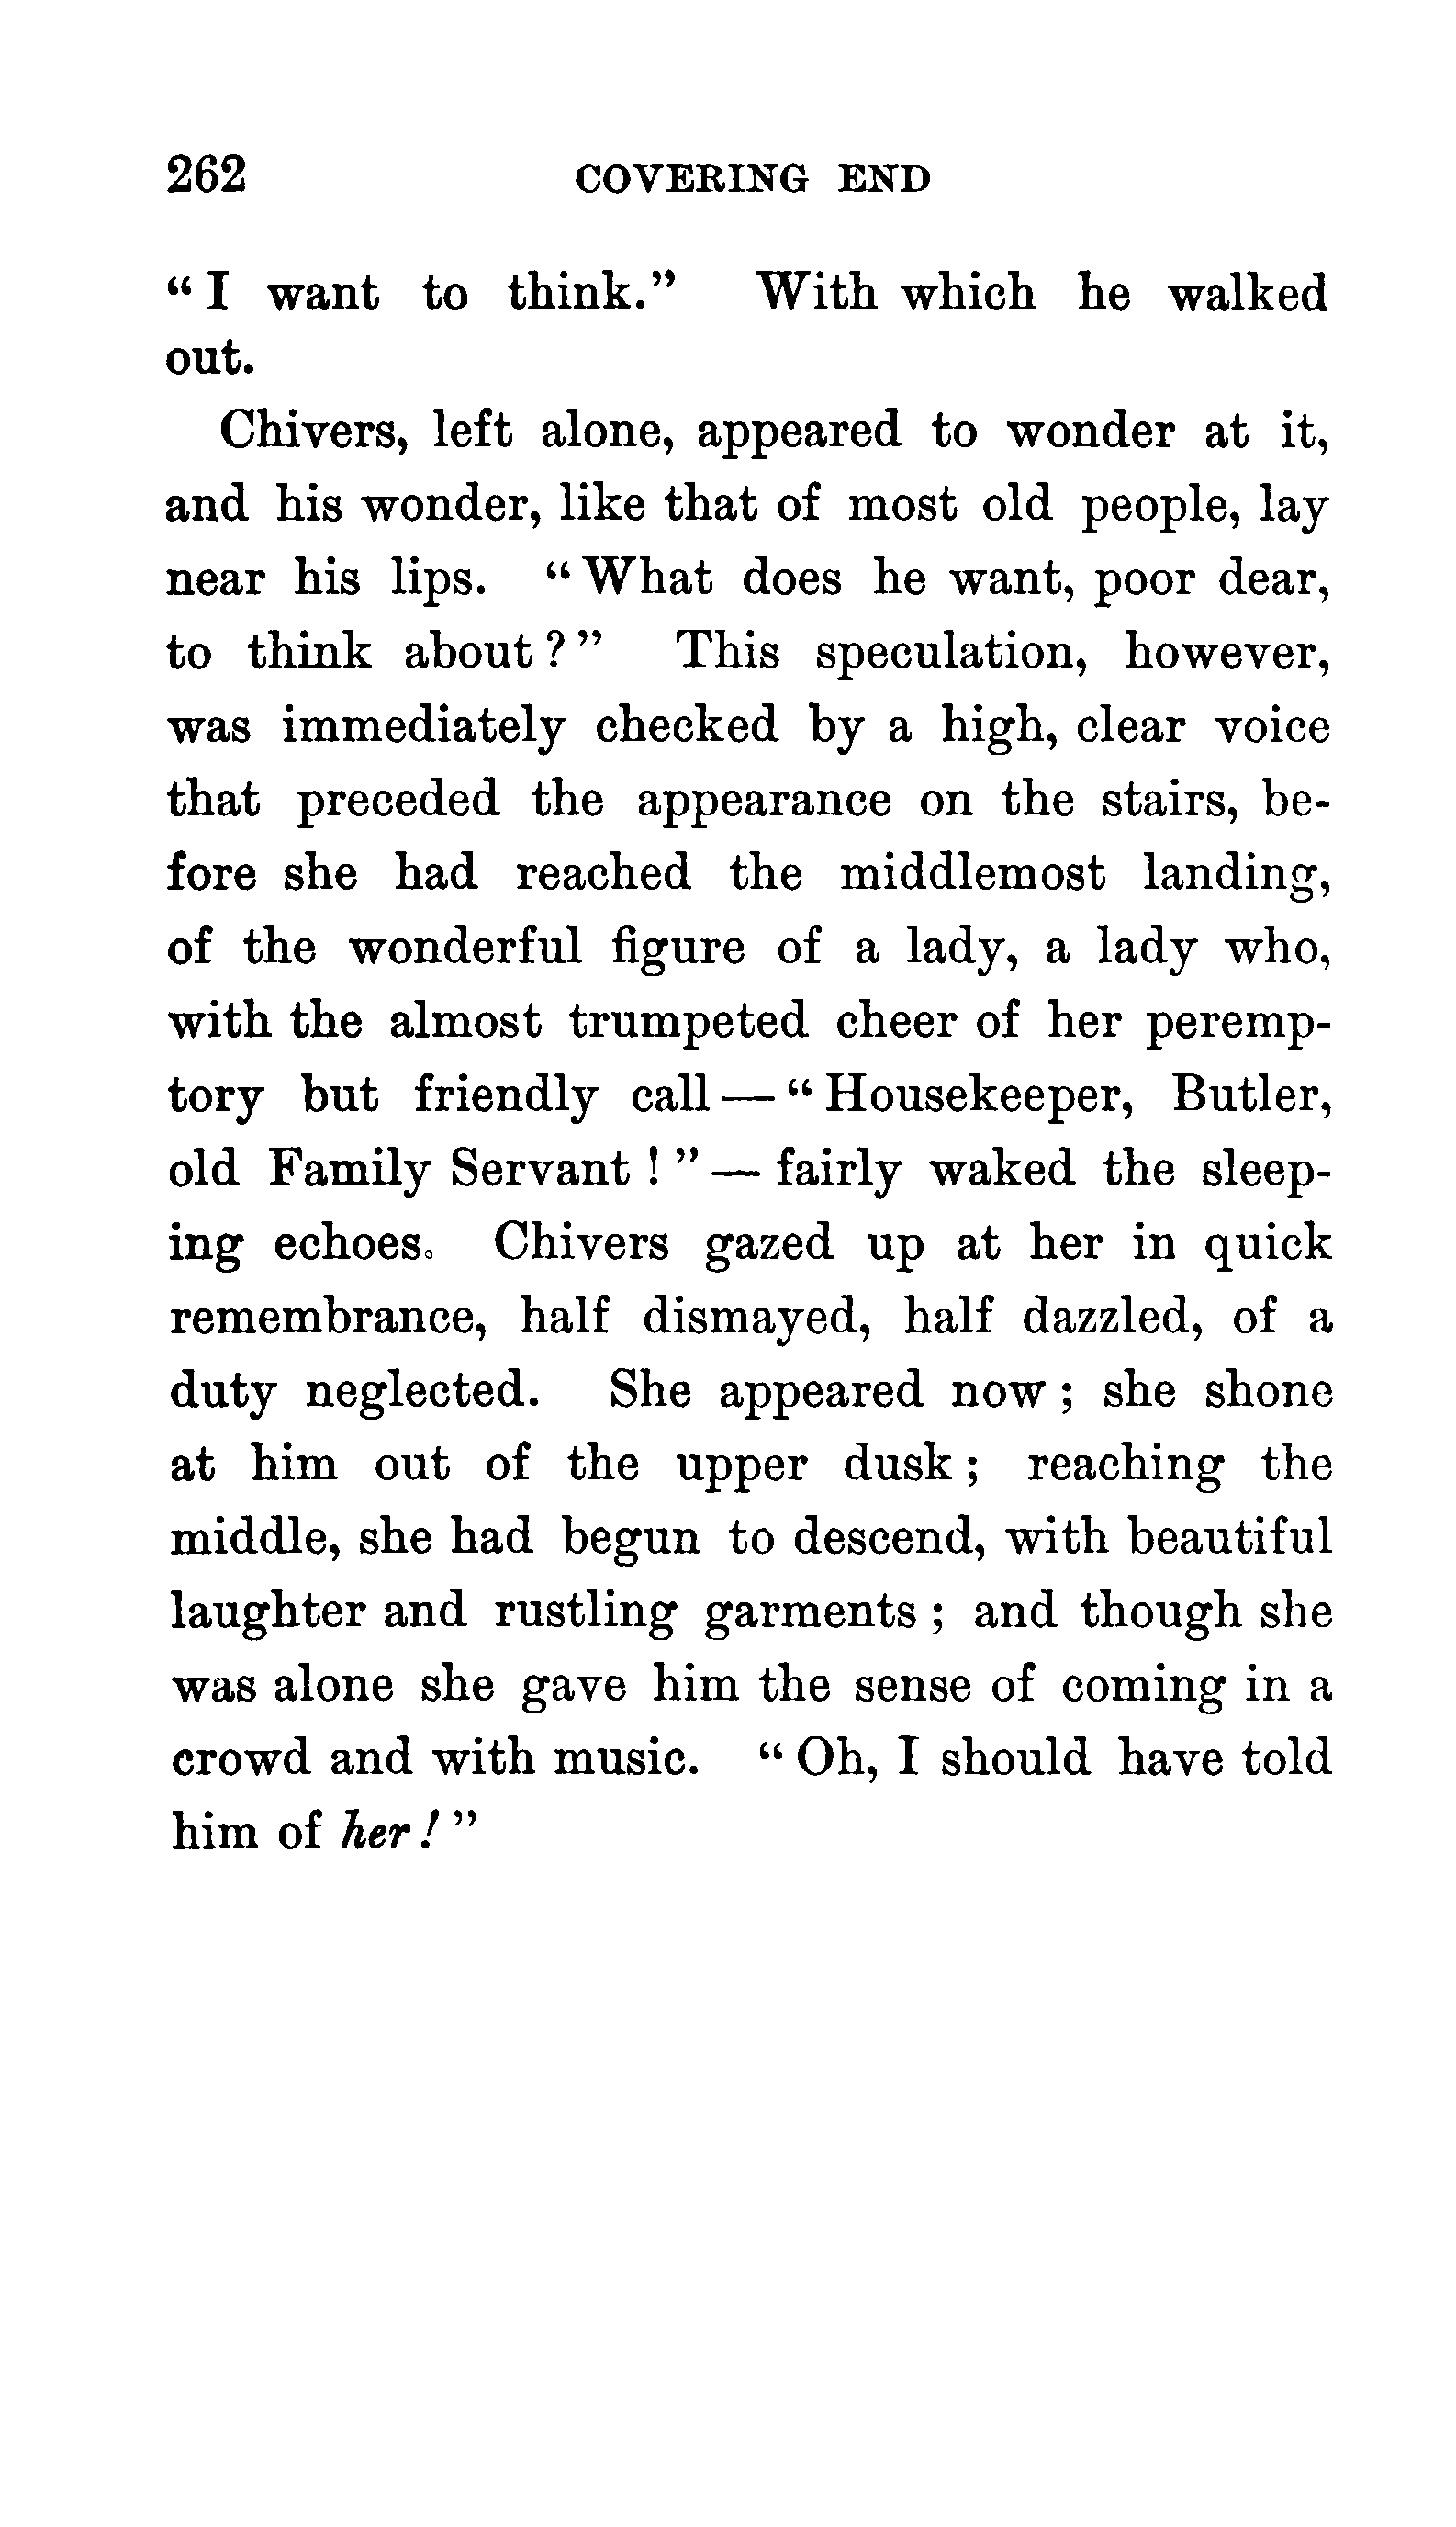 262 COVERING END
“ I want to think.” With which he walked
out.
Chivers, left alone, appeared to wonder at it,
and his wonder, like that of most old people, lay
near his lips. “ What does he want, poor dear,
to think about ? ” This speculation, however,
was immediately checked by a high, clear voice
that preceded the appearance on the stairs, be-
fore she had reached the middlemost landing,
of the wonderful figure of a lady, a lady who,
with the almost trumpeted cheer of her peremp-
tory but friendly call — “ Housekeeper, Butler,
old Family Servant ! ” — fairly waked the sleep-
ing echoes. Chivers gazed up at her in quick
remembrance, half dismayed, half dazzled, of a
duty neglected. She appeared now ; she shone
at him out of the upper dusk ; reaching the
middle, she had begun to descend, with beautiful
laughter and rustling garments ; and though she
was alone she gave him the sense of coming in a
crowd and with music. “ Oh, I should have told
him of her ! ”